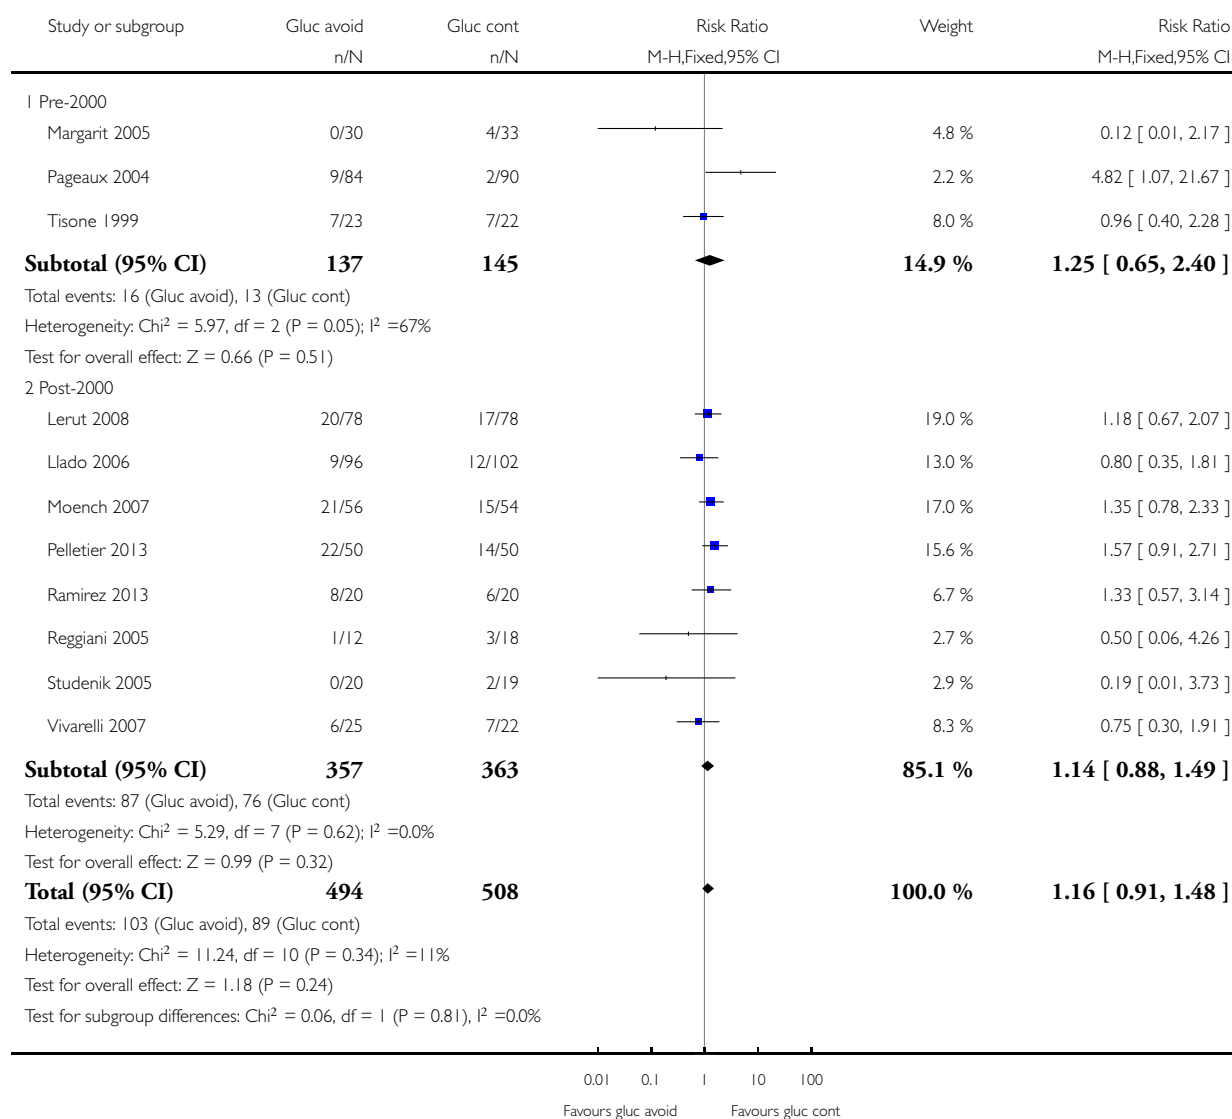 Study or subgroup Gluc avoid Gluc cont Risk Ratio Weight Risk Ratio
n/N n/N M-H,Fixed,95% CI M-H,Fixed,95% CI
1 Pre-2000
Margarit 2005 0/30 4/33 4.8 % 0.12 [ 0.01, 2.17 ]
Pageaux 2004 9/84 2/90 2.2 % 4.82 [ 1.07, 21.67 ]
Tisone 1999 7/23 7/22 8.0 % 0.96 [ 0.40, 2.28 ]
Subtotal (95% CI) 137 145 14.9 % 1.25 [ 0.65, 2.40 ]
Total events: 16 (Gluc avoid), 13 (Gluc cont)
Heterogeneity: Chi² = 5.97, df = 2 (P = 0.05); I² =67%
Test for overall effect: Z = 0.66 (P = 0.51)
2 Post-2000
Lerut 2008 20/78 17/78 19.0 % 1.18 [ 0.67, 2.07 ]
Llado 2006 9/96 12/102 13.0 % 0.80 [ 0.35, 1.81 ]
Moench 2007 21/56 15/54 17.0 % 1.35 [ 0.78, 2.33 ]
Pelletier 2013 22/50 14/50 15.6 % 1.57 [ 0.91, 2.71 ]
Ramirez 2013 8/20 6/20 6.7 % 1.33 [ 0.57, 3.14 ]
Reggiani 2005 1/12 3/18 2.7 % 0.50 [ 0.06, 4.26 ]
Studenik 2005 0/20 2/19 2.9 % 0.19 [ 0.01, 3.73 ]
Vivarelli 2007 6/25 7/22 8.3 % 0.75 [ 0.30, 1.91 ]
Subtotal (95% CI) 357 363 85.1 % 1.14 [ 0.88, 1.49 ]
Total events: 87 (Gluc avoid), 76 (Gluc cont)
Heterogeneity: Chi² = 5.29, df = 7 (P = 0.62); I² =0.0%
Test for overall effect: Z = 0.99 (P = 0.32)
Total (95% CI) 494 508 100.0 % 1.16 [ 0.91, 1.48 ]
Total events: 103 (Gluc avoid), 89 (Gluc cont)
Heterogeneity: Chi² = 11.24, df = 10 (P = 0.34); I² =11%
Test for overall effect: Z = 1.18 (P = 0.24)
Test for subgroup differences: Chi² = 0.06, df = 1 (P = 0.81), I² =0.0%
0.01 0.1 1 10 100
Favours gluc avoid Favours gluc cont